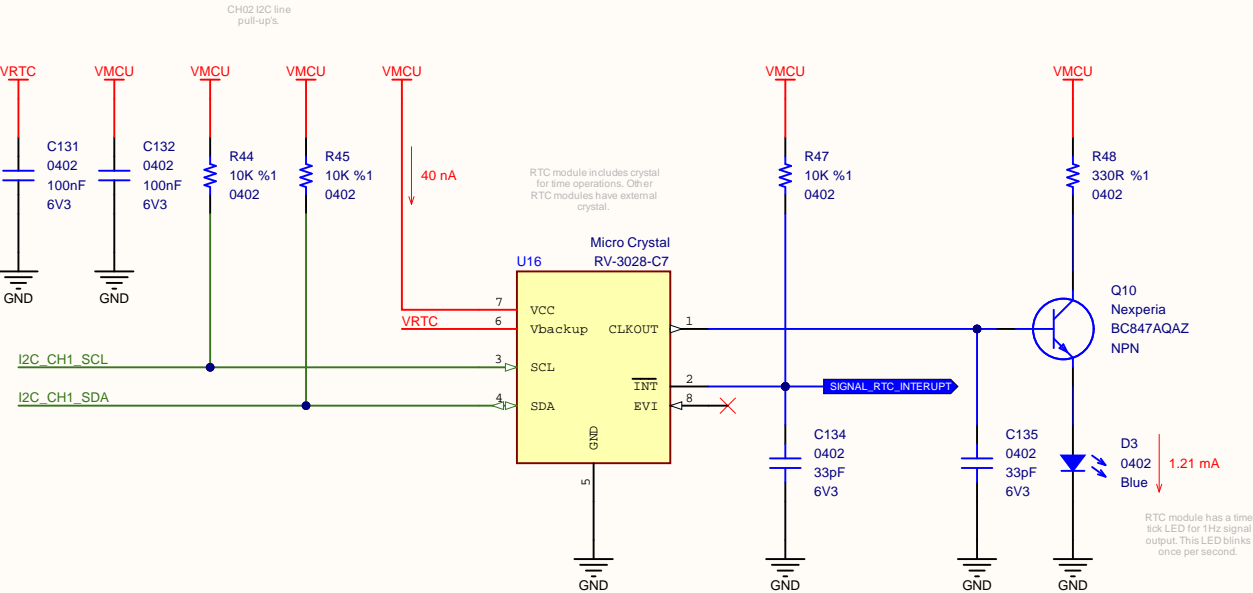 CH02 I2C line
pull-up's.
VRTC
VMCU
VMCU
VMCU
VMCU
VMCU
VMCU
C131
0402
100nF
6V3
C132
0402
100nF
6V3
R44
10K %1
0402
R45
10K %1
0402
40 nA
RTC module includes crystal
for time operations. Other
RTC modules have external
crystal.
R47
10K %1
0402
R48
330R %1
0402
GND
GND
Micro Crystal
U16
RV-3028-C7
7
VCC
VRTC
6
Vbackup
CLKOUT
1
I2C_CH1_SCL
3
SCL
INT
2
SIGNAL_RTC_INTERUPT
I2C_CH1_SDA
4
SDA
EVI
8
GND
5
GND
Q10
Nexperia
BC847AQAZ
NPN
C134
0402
33pF
6V3
GND
C135
0402
33pF
6V3
GND
D3
0402
Blue
1.21 mA
GND
RTC module has a time
tick LED for 1Hz signal
output. This LED blinks
once per second.